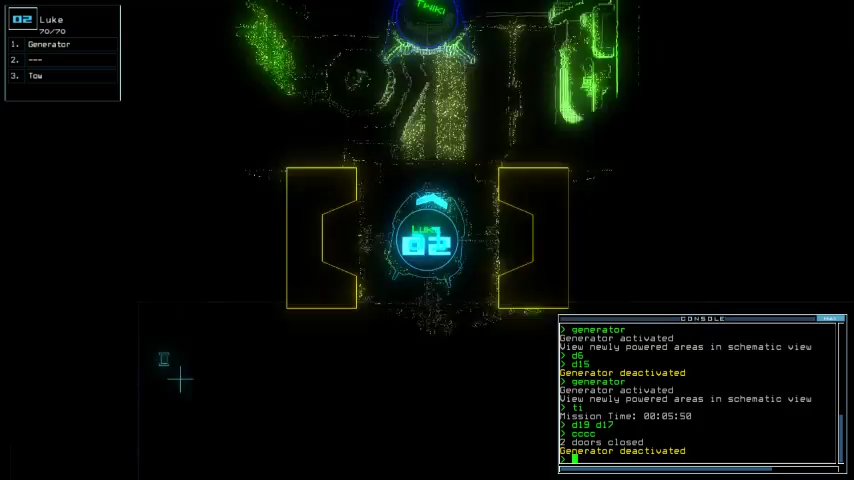 Twiki
02 Luke
70/70
1. Generator
2. ---
3. Tow
Luke
02
CONSOLE
> generator
Generator activated
View newly powered areas in schematic view
> d6
> d15
Generator deactivated
> generator
Generator activated
View newly powered areas in schematic view
> ti
Mission Time: 00:05:50
> d19 d17
> cccc
2 doors closed
Generator deactivated
>